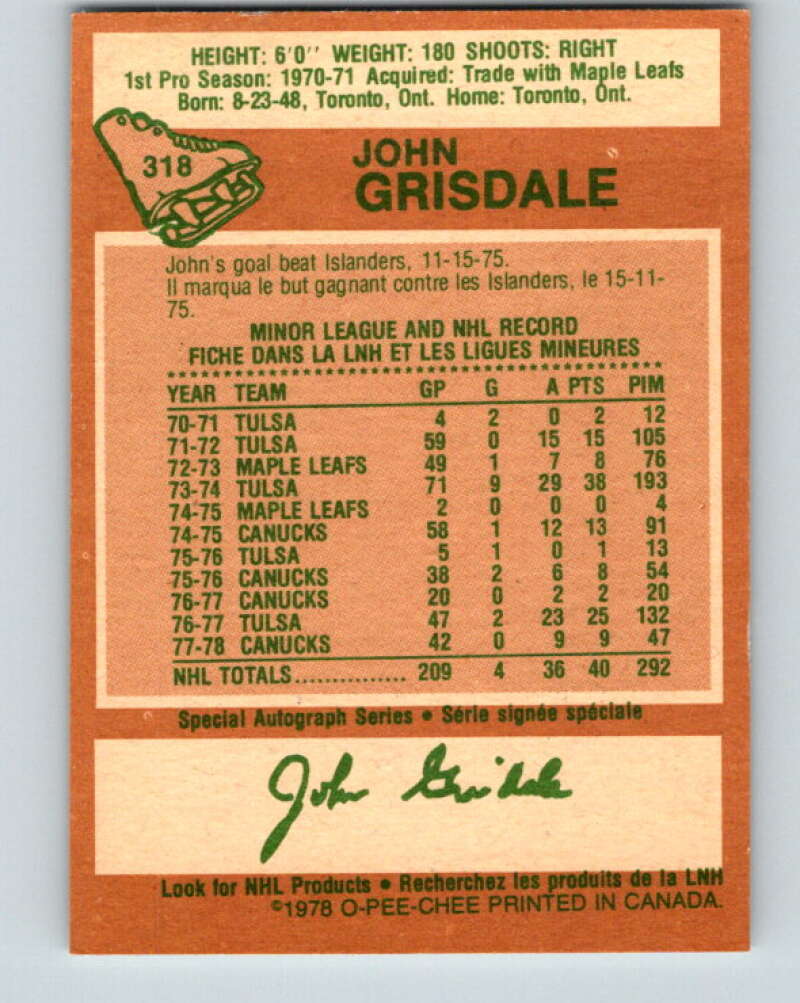 HEIGHT: 6'0'' WEIGHT: 180 SHOOTS: RIGHT
1st Pro Season: 1970-71 Acquired: Trade with Maple Leafs
Born: 8-23-48, Toronto, Ont. Home: Toronto, Ont.
318
JOHN
GRISDALE
John's goal beat Islanders, 11-15-75.
Il marqua le but gagnant contre les Islanders, le 15-11-
75.
MINOR LEAGUE AND NHL RECORD
FICHE DANS LA LNH ET LES LIGUES MINEURES
YEAR TEAM GP G A PTS PIM
70-71 TULSA 4 2 0 2 12
71-72 TULSA 59 0 15 15 105
72-73 MAPLE LEAFS 49 1 7 8 76
73-74 TULSA 71 9 29 38 193
74-75 MAPLE LEAFS 2 0 0 0 4
74-75 CANUCKS 58 1 12 13 91
75-76 TULSA 5 1 0 1 13
75-76 CANUCKS 38 2 6 8 54
76-77 CANUCKS 20 0 2 2 20
76-77 TULSA 47 2 23 25 132
77-78 CANUCKS 42 0 9 9 47
NHL TOTALS............... 209 4 36 40 292
Special Autograph Series • Série signée spéciale
John Grisdale
Look for NHL Products • Recherchez les produits de la LNH
©1978 O-PEE-CHEE PRINTED IN CANADA.